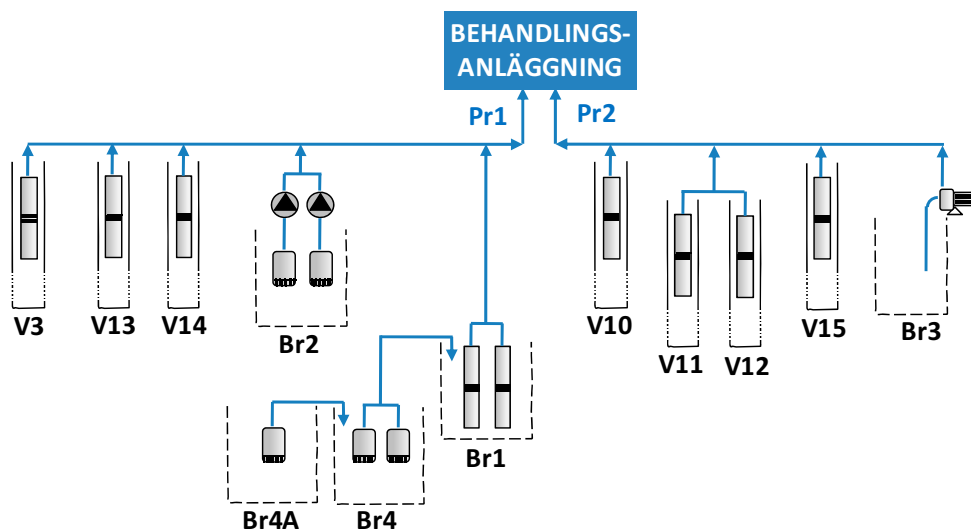 BEHANDLINGS-
ANLÄGGNING
Pr1
Pr2
V3
V13
V14
Br2
V10
V11
V12
V15
Br3
Br1
Br4A
Br4